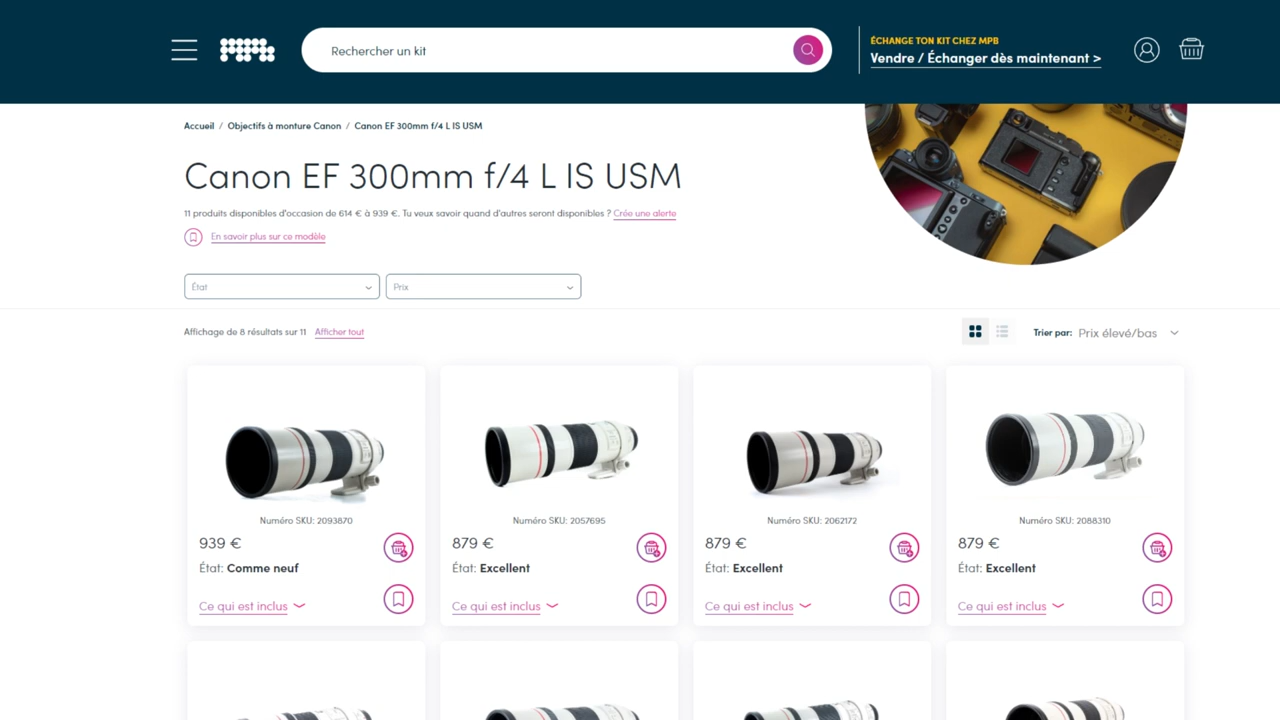 mpb
Rechercher un kit
ÉCHANGE TON KIT CHEZ MPB
Vendre / Échanger dès maintenant >
Accueil / Objectifs à monture Canon / Canon EF 300mm f/4 L IS USM
Canon EF 300mm f/4 L IS USM
11 produits disponibles d'occasion de 614 € à 939 €. Tu veux savoir quand d'autres seront disponibles ? Crée une alerte
En savoir plus sur ce modèle
État
Prix
Affichage de 8 résultats sur 11 Afficher tout
Trier par: Prix élevé/bas
Numéro SKU: 2093870
939 €
État: Comme neuf
Ce qui est inclus
Numéro SKU: 2057695
879 €
État: Excellent
Ce qui est inclus
Numéro SKU: 2062172
879 €
État: Excellent
Ce qui est inclus
Numéro SKU: 2088310
879 €
État: Excellent
Ce qui est inclus